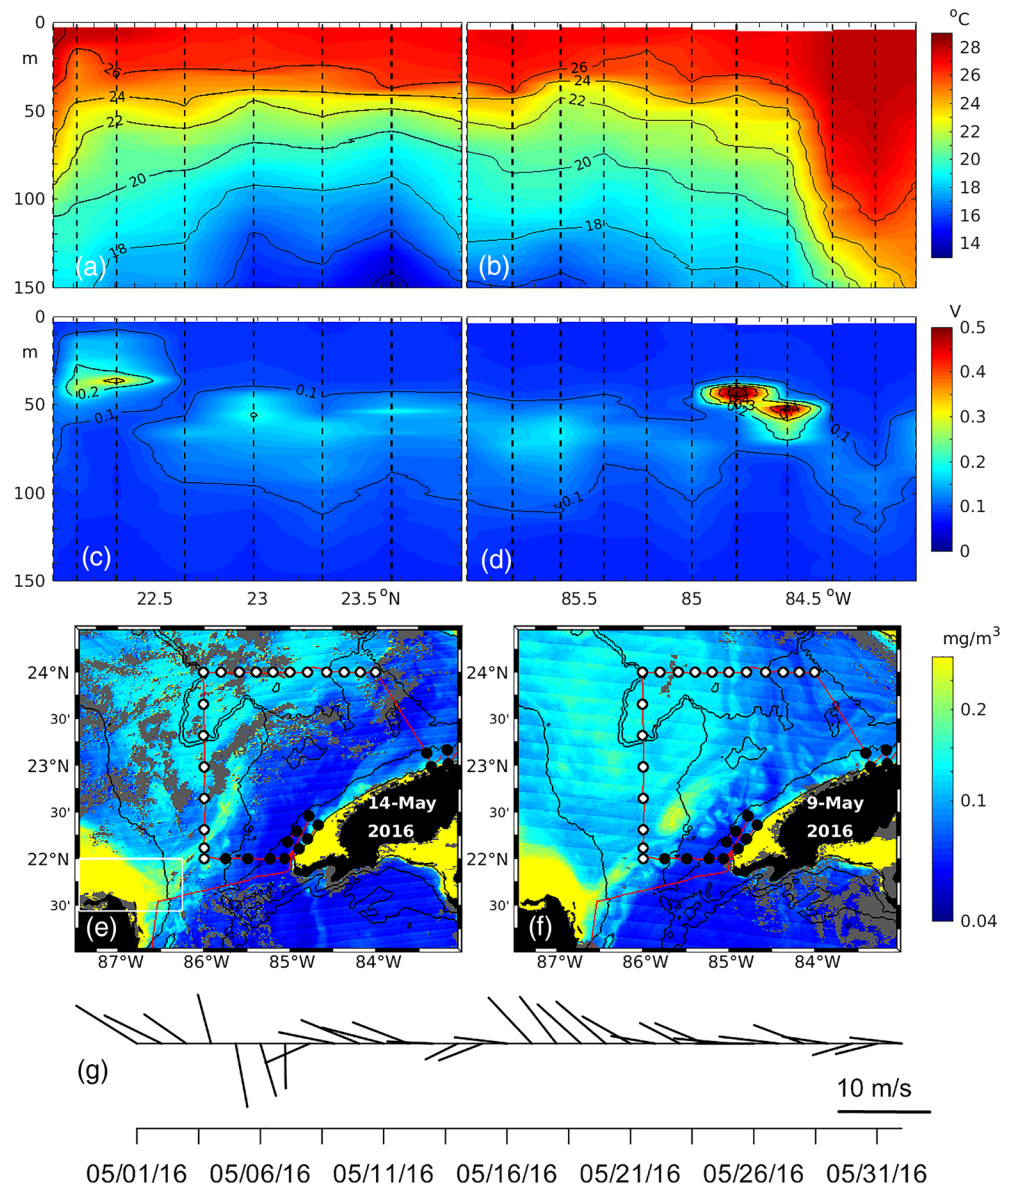 0
m
50
100
150
26
24
22
20
18
(a)
26
24
22
20
18
(b)
°C
28
26
24
22
20
18
16
14
0
m
50
100
150
0.2
0.1
0.1
(c)
0.1
0.1
(d)
V
0.5
0.4
0.3
0.2
0.1
0
22.5
23
23.5°N
85.5
85
84.5°W
24°N
30'
23°N
30'
22°N
30'
14-May
2016
(e)
87°W
86°W
85°W
84°W
24°N
30'
23°N
30'
22°N
30'
9-May
2016
(f)
87°W
86°W
85°W
84°W
mg/m³
0.2
0.1
0.04
(g)
10 m/s
05/01/16
05/06/16
05/11/16
05/16/16
05/21/16
05/26/16
05/31/16